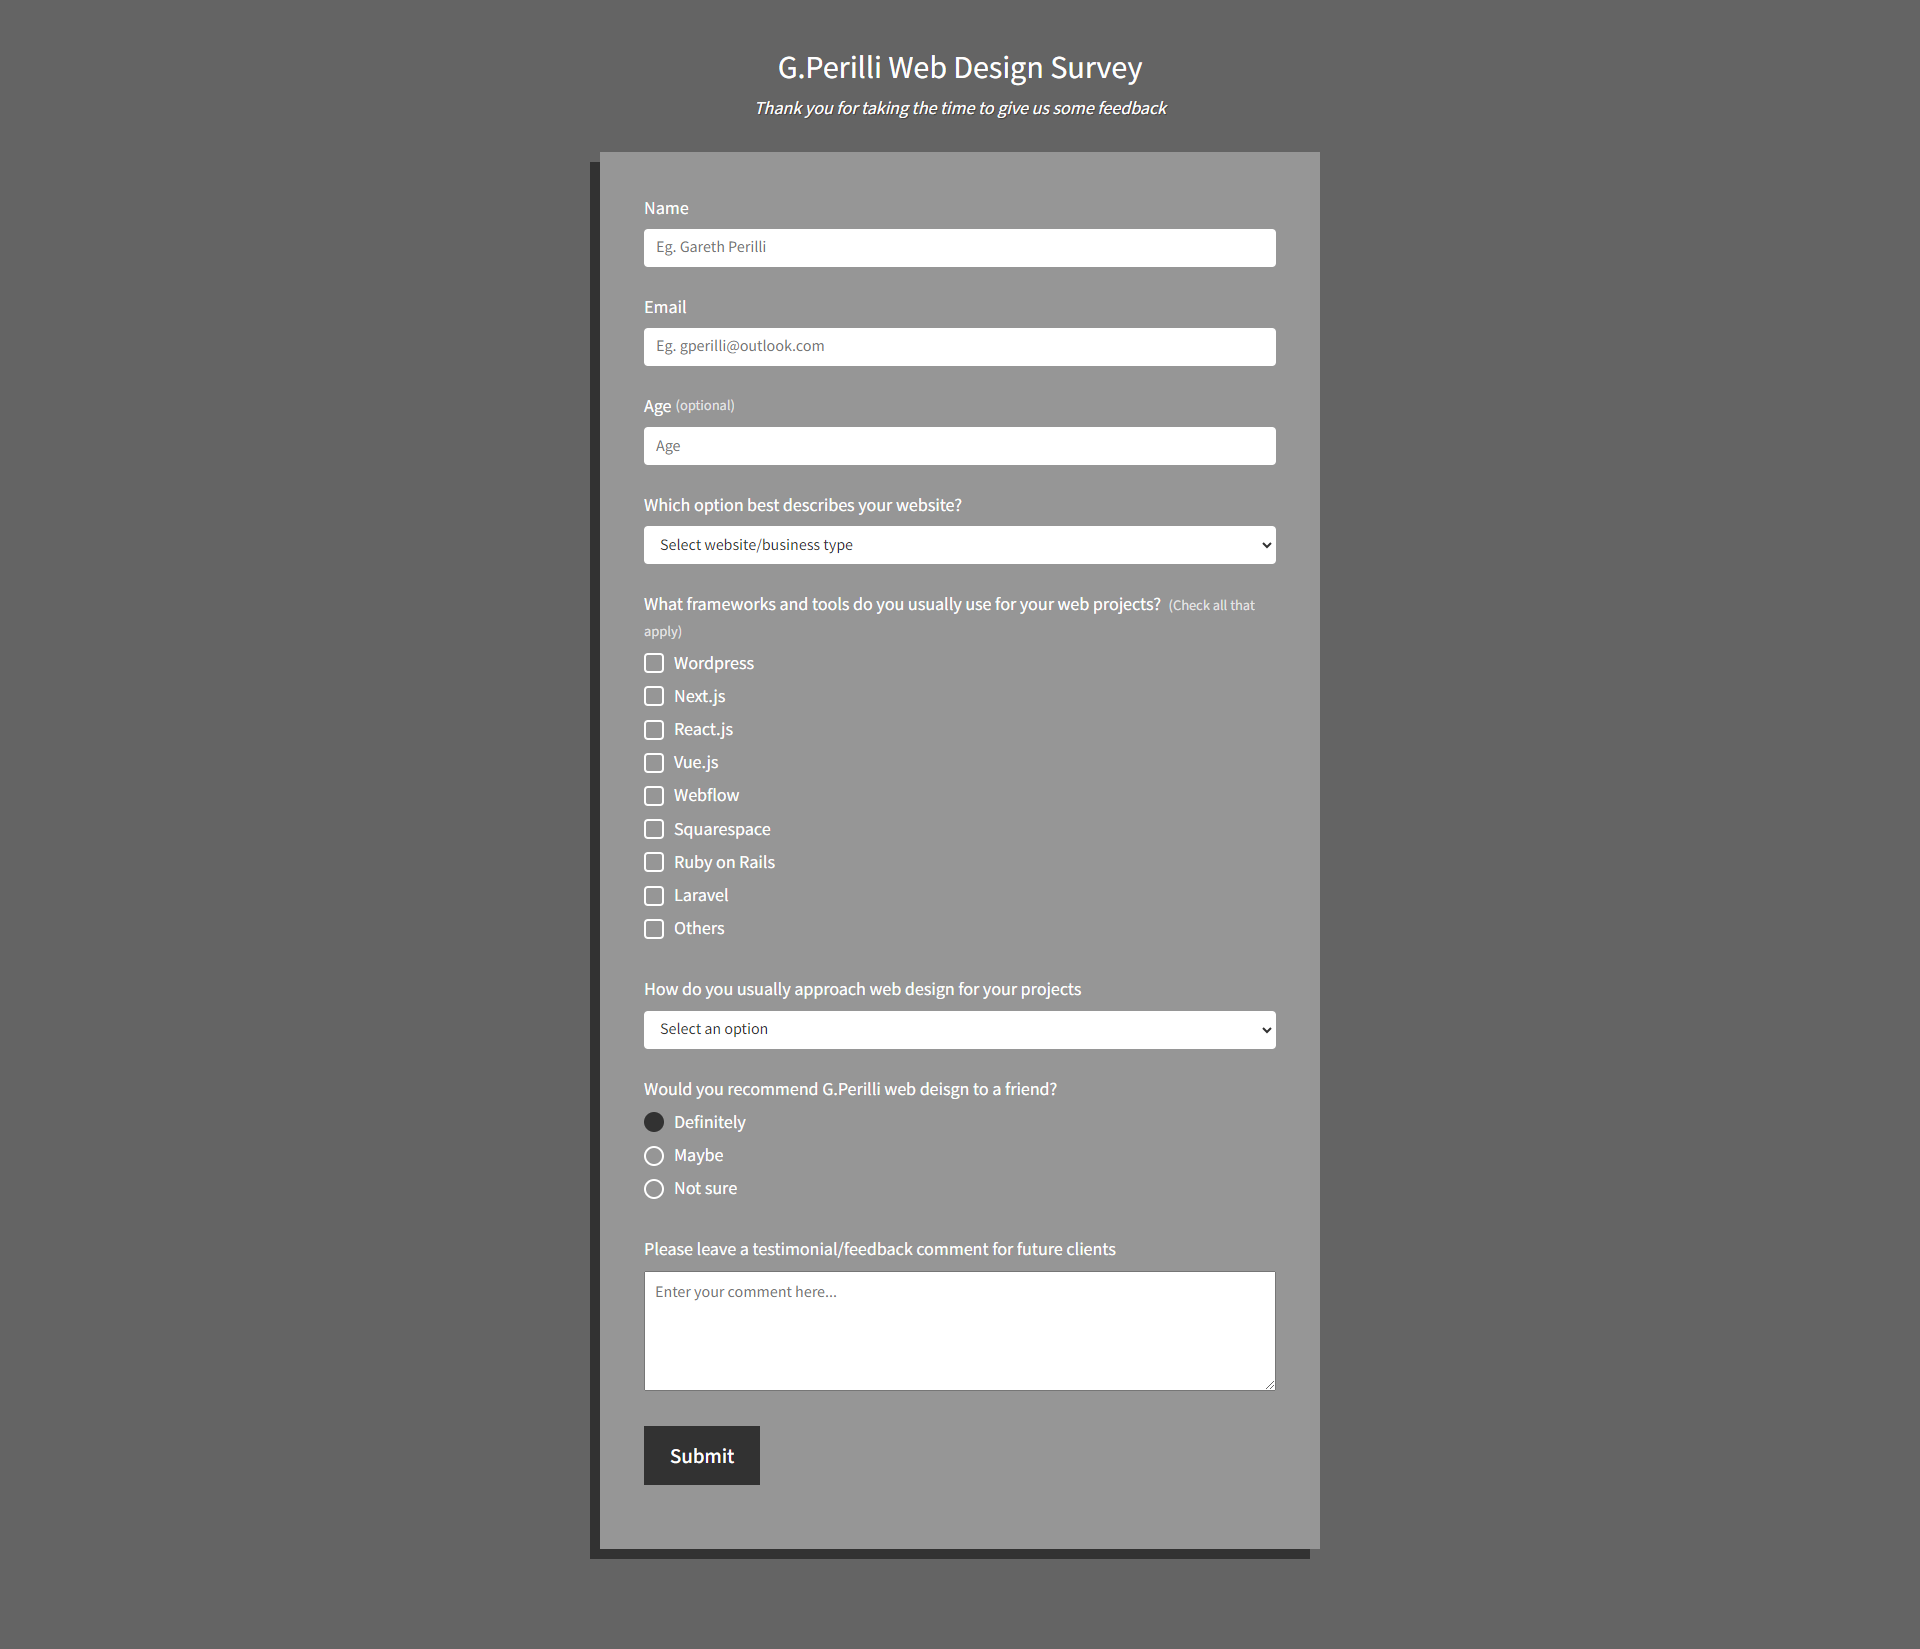 G.Perilli Web Design Survey
Thank you for taking the time to give us some feedback
Name
Eg. Gareth Perilli
Email
Eg. gperilli@outlook.com
Age (optional)
Age
Which option best describes your website?
Select website/business type
What frameworks and tools do you usually use for your web projects? (Check all that
apply)
Wordpress
Next.js
React.js
Vue.js
Webflow
Squarespace
Ruby on Rails
Laravel
Others
How do you usually approach web design for your projects
Select an option
Would you recommend G.Perilli web deisgn to a friend?
Definitely
Maybe
Not sure
Please leave a testimonial/feedback comment for future clients
Enter your comment here...
Submit